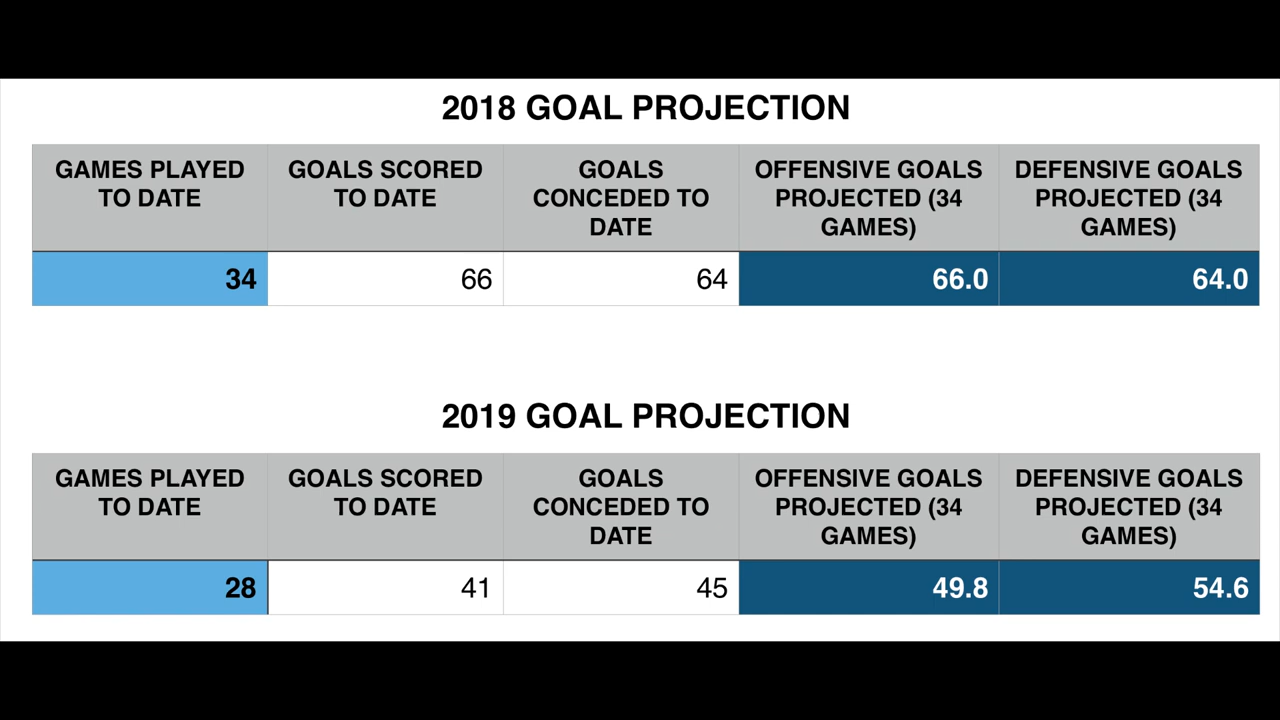 2018 GOAL PROJECTION
GAMES PLAYED
TO DATE
GOALS SCORED
TO DATE
GOALS
CONCEDED TO
DATE
OFFENSIVE GOALS
PROJECTED (34
GAMES)
DEFENSIVE GOALS
PROJECTED (34
GAMES)
34
66
64
66.0
64.0
2019 GOAL PROJECTION
GAMES PLAYED
TO DATE
GOALS SCORED
TO DATE
GOALS
CONCEDED TO
DATE
OFFENSIVE GOALS
PROJECTED (34
GAMES)
DEFENSIVE GOALS
PROJECTED (34
GAMES)
28
41
45
49.8
54.6